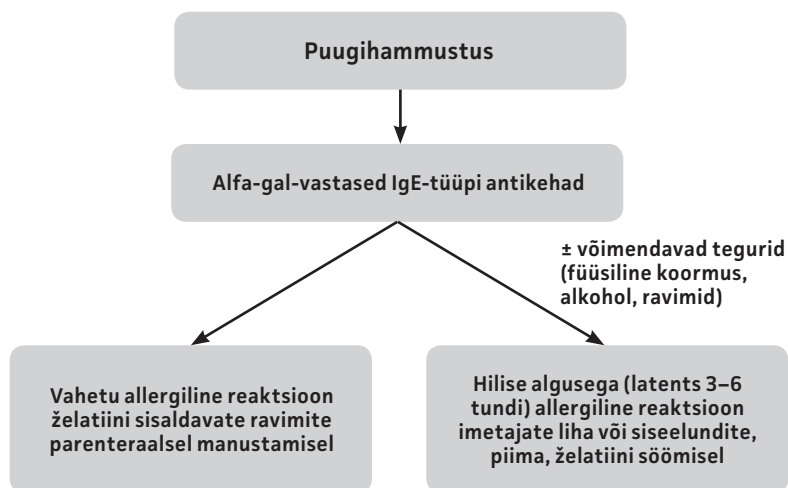 Puugihammustus
Alfa-gal-vastased IgE-tüüpi antikehad
± võimendavad tegurid
(füüsiline koormus,
alkohol, ravimid)
Vahetu allergiline reaktsioon
želatiini sisaldavate ravimite
parenteraalsel manustamisel
Hilise algusega (latents 3–6
tundi) allergiline reaktsioon
imetajate liha või siseelundite,
piima, želatiini söömisel